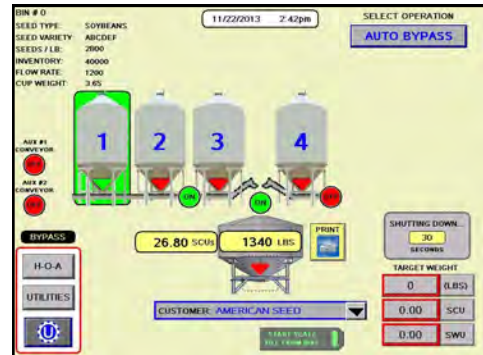 BIN # 0
SEED TYPE: SOYBEANS
SEED VARIETY ABCDEF
SEEDS / LB: 2800
INVENTORY: 40000
FLOW RATE: 1200
CUP WEIGHT: 3.65
11/22/2013 2:42pm
SELECT OPERATION
AUTO BYPASS
1 2 3 4
AUX #1
CONVEYOR
OFF
AUX #2
CONVEYOR
OFF
ON
ON
OFF
BYPASS
26.80 SCUs
1340 LBS
PRINT
SHUTTING
DOWN...
30
SECONDS
H-O-A
UTILITIES
TARGET WEIGHT
0 (LBS)
0.00 SCU
0.00 SWU
CUSTOMER: AMERICAN SEED
START SCALE